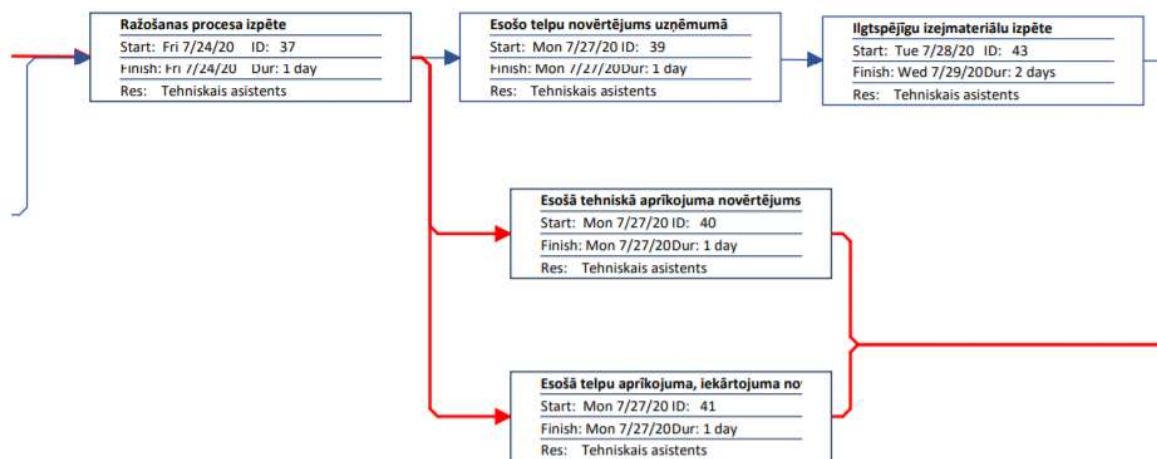 Ražošanas procesa izpēte
Start: Fri 7/24/20 ID: 37
Finish: Fri 7/24/20 Dur: 1 day
Res: Tehniskais asistents
Esošo telpu novērtējums uzņēmumā
Start: Mon 7/27/20 ID: 39
Finish: Mon 7/27/20Dur: 1 day
Res: Tehniskais asistents
Ilgtspējīgu izejmateriālu izpēte
Start: Tue 7/28/20 ID: 43
Finish: Wed 7/29/20Dur: 2 days
Res: Tehniskais asistents
Esošā tehniskā aprīkojuma novērtējums
Start: Mon 7/27/20 ID: 40
Finish: Mon 7/27/20Dur: 1 day
Res: Tehniskais asistents
Esošā telpu aprīkojuma, iekārtojuma no
Start: Mon 7/27/20 ID: 41
Finish: Mon 7/27/20Dur: 1 day
Res: Tehniskais asistents